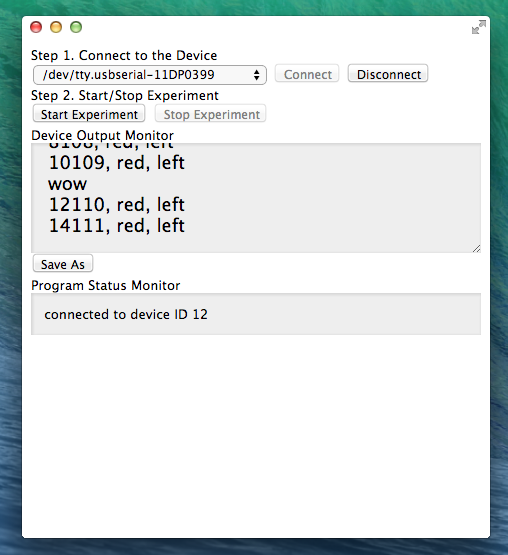 Step 1. Connect to the Device
/dev/tty.usbserial-11DP0399 Connect Disconnect
Step 2. Start/Stop Experiment
Start Experiment Stop Experiment
Device Output Monitor
8108, red, left
10109, red, left
wow
12110, red, left
14111, red, left
Save As
Program Status Monitor
connected to device ID 12